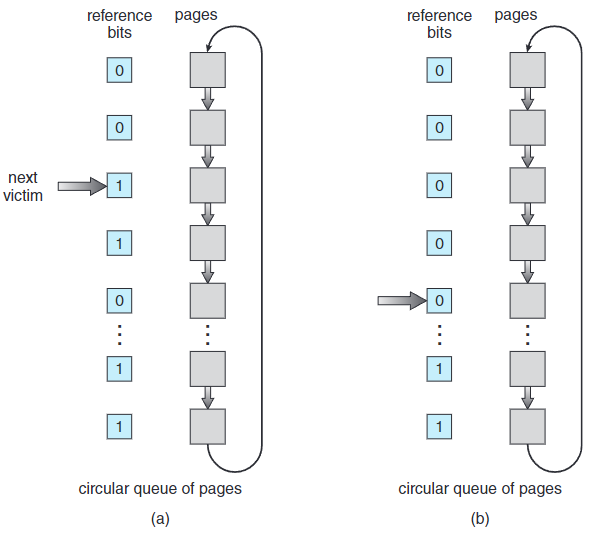 reference bits
pages
0
0
next victim
1
1
0
1
1
circular queue of pages
(a)
reference bits
pages
0
0
0
0
0
1
1
circular queue of pages
(b)